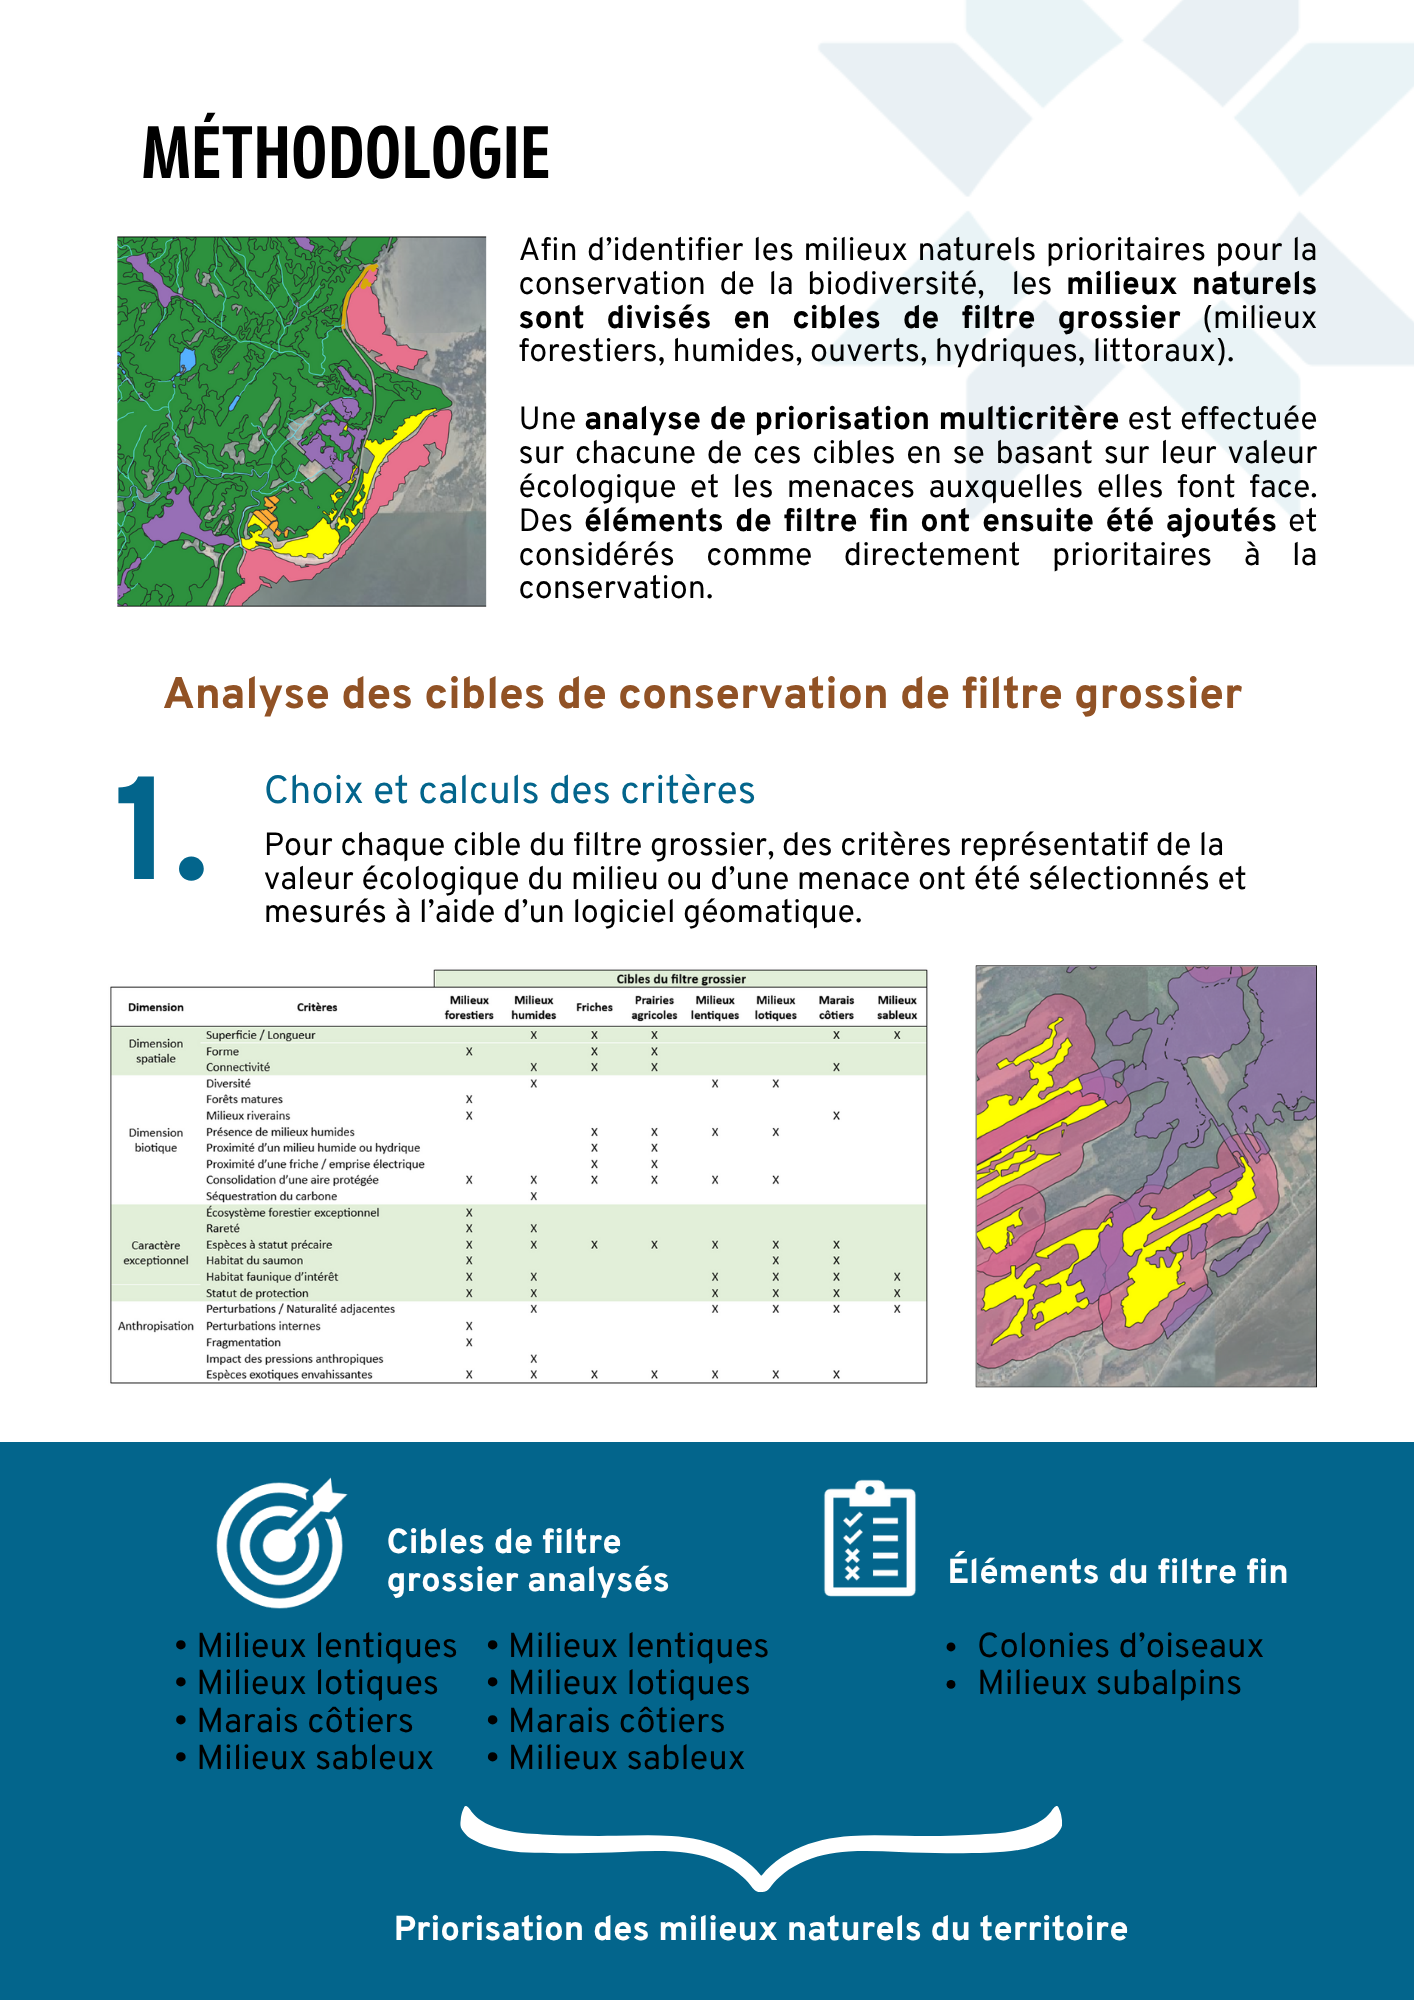 MÉTHODOLOGIE
Afin d’identifier les milieux naturels prioritaires pour la
conservation de la biodiversité, les milieux naturels
sont divisés en cibles de filtre grossier (milieux
forestiers, humides, ouverts, hydriques, littoraux).
Une analyse de priorisation multicritère est effectuée
sur chacune de ces cibles en se basant sur leur valeur
écologique et les menaces auxquelles elles font face.
Des éléments de filtre fin ont ensuite été ajoutés et
considérés comme directement prioritaires à la
conservation.
Analyse des cibles de conservation de filtre grossier
1.
Choix et calculs des critères
Pour chaque cible du filtre grossier, des critères représentatif de la
valeur écologique du milieu ou d’une menace ont été sélectionnés et
mesurés à l’aide d’un logiciel géomatique.
Cibles du filtre grossier
Dimension Critères Milieux forestiers Milieux humides Friches Prairies agricoles Milieux lentiques Milieux lotiques Marais côtiers Milieux sableux
Dimension spatiale
Superficie / Longueur X X X X X
Forme X X X
Connectivité X X X X
Dimension biotique
Diversité X X X
Forêts matures X
Milieux riverains X X
Présence de milieux humides X X X X
Proximité d’un milieu humide ou hydrique X X
Proximité d’une friche / emprise électrique X X
Consolidation d’une aire protégée X X X X X X
Séquestration du carbone X
Caractère exceptionnel
Écosystème forestier exceptionnel X
Rareté X X
Espèces à statut précaire X X X X X X X
Habitat du saumon X X X
Habitat faunique d’intérêt X X X X X X
Statut de protection X X X X X X
Anthropisation
Perturbations / Naturalité adjacentes X X X X X
Perturbations internes X
Fragmentation X
Impact des pressions anthropiques X
Espèces exotiques envahissantes X X X X X X X
Cibles de filtre
grossier analysés
• Milieux lentiques
• Milieux lotiques
• Marais côtiers
• Milieux sableux
• Milieux lentiques
• Milieux lotiques
• Marais côtiers
• Milieux sableux
Éléments du filtre fin
• Colonies d’oiseaux
• Milieux subalpins
Priorisation des milieux naturels du territoire